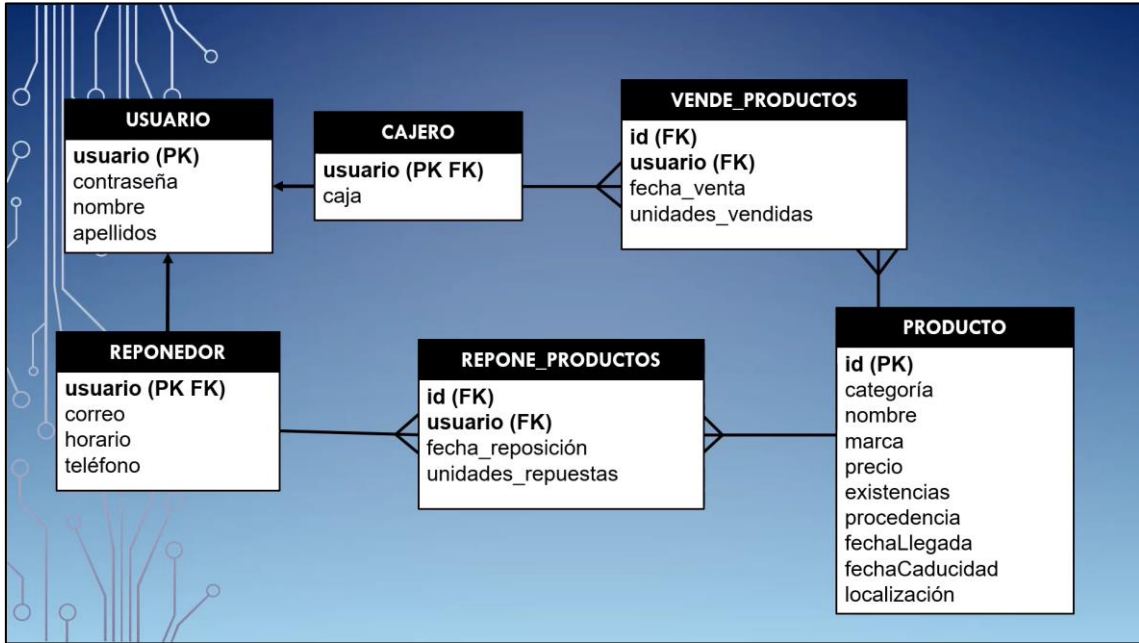 USUARIO
usuario (PK)
contraseña
nombre
apellidos
CAJERO
usuario (PK FK)
caja
VENDE_PRODUCTOS
id (FK)
usuario (FK)
fecha_venta
unidades_vendidas
REPONEDOR
usuario (PK FK)
correo
horario
teléfono
REPONE_PRODUCTOS
id (FK)
usuario (FK)
fecha_reposición
unidades_repuestas
PRODUCTO
id (PK)
categoría
nombre
marca
precio
existencias
procedencia
fechaLlegada
fechaCaducidad
localización